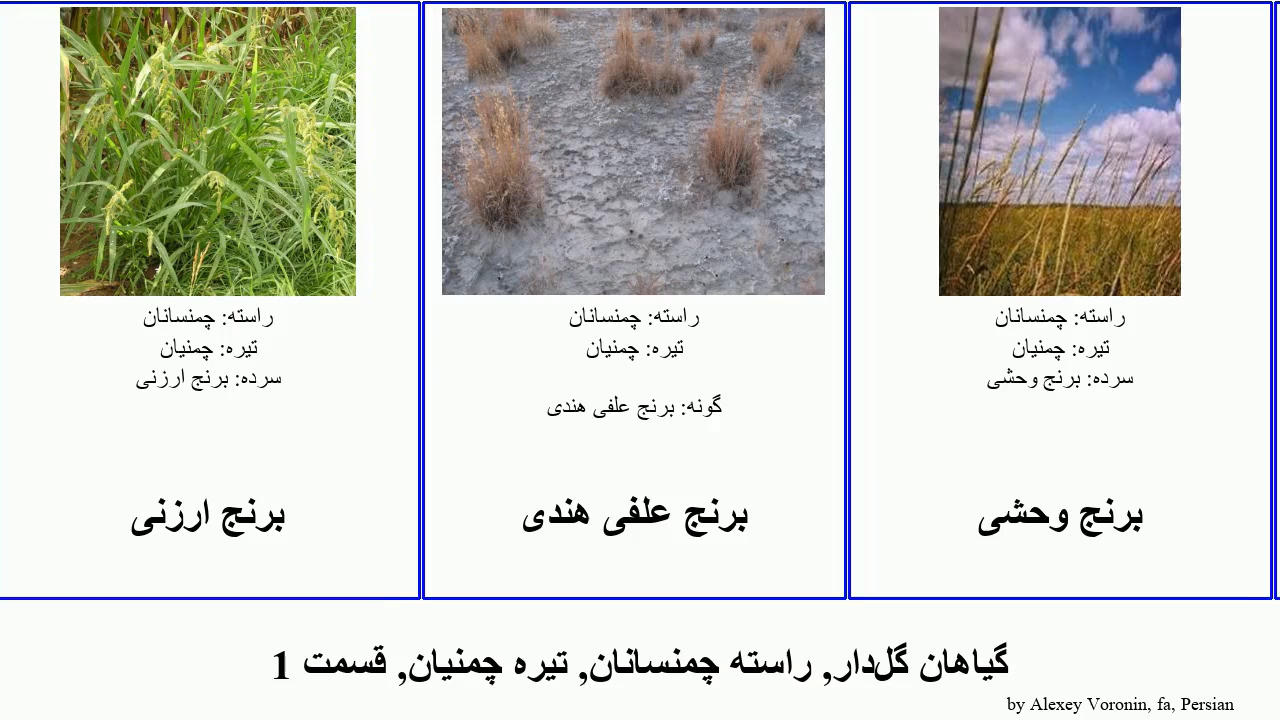 راسته: چمنسانان
تیره: چمنیان
سرده: برنج وحشی
برنج وحشی
راسته: چمنسانان
تیره: چمنیان
گونه: برنج علفی هندی
برنج علفی هندی
راسته: چمنسانان
تیره: چمنیان
سرده: برنج ارزنی
برنج ارزنی
گیاهان گل‌دار, راسته چمنسانان, تیره چمنیان, قسمت 1
by Alexey Voronin, fa, Persian